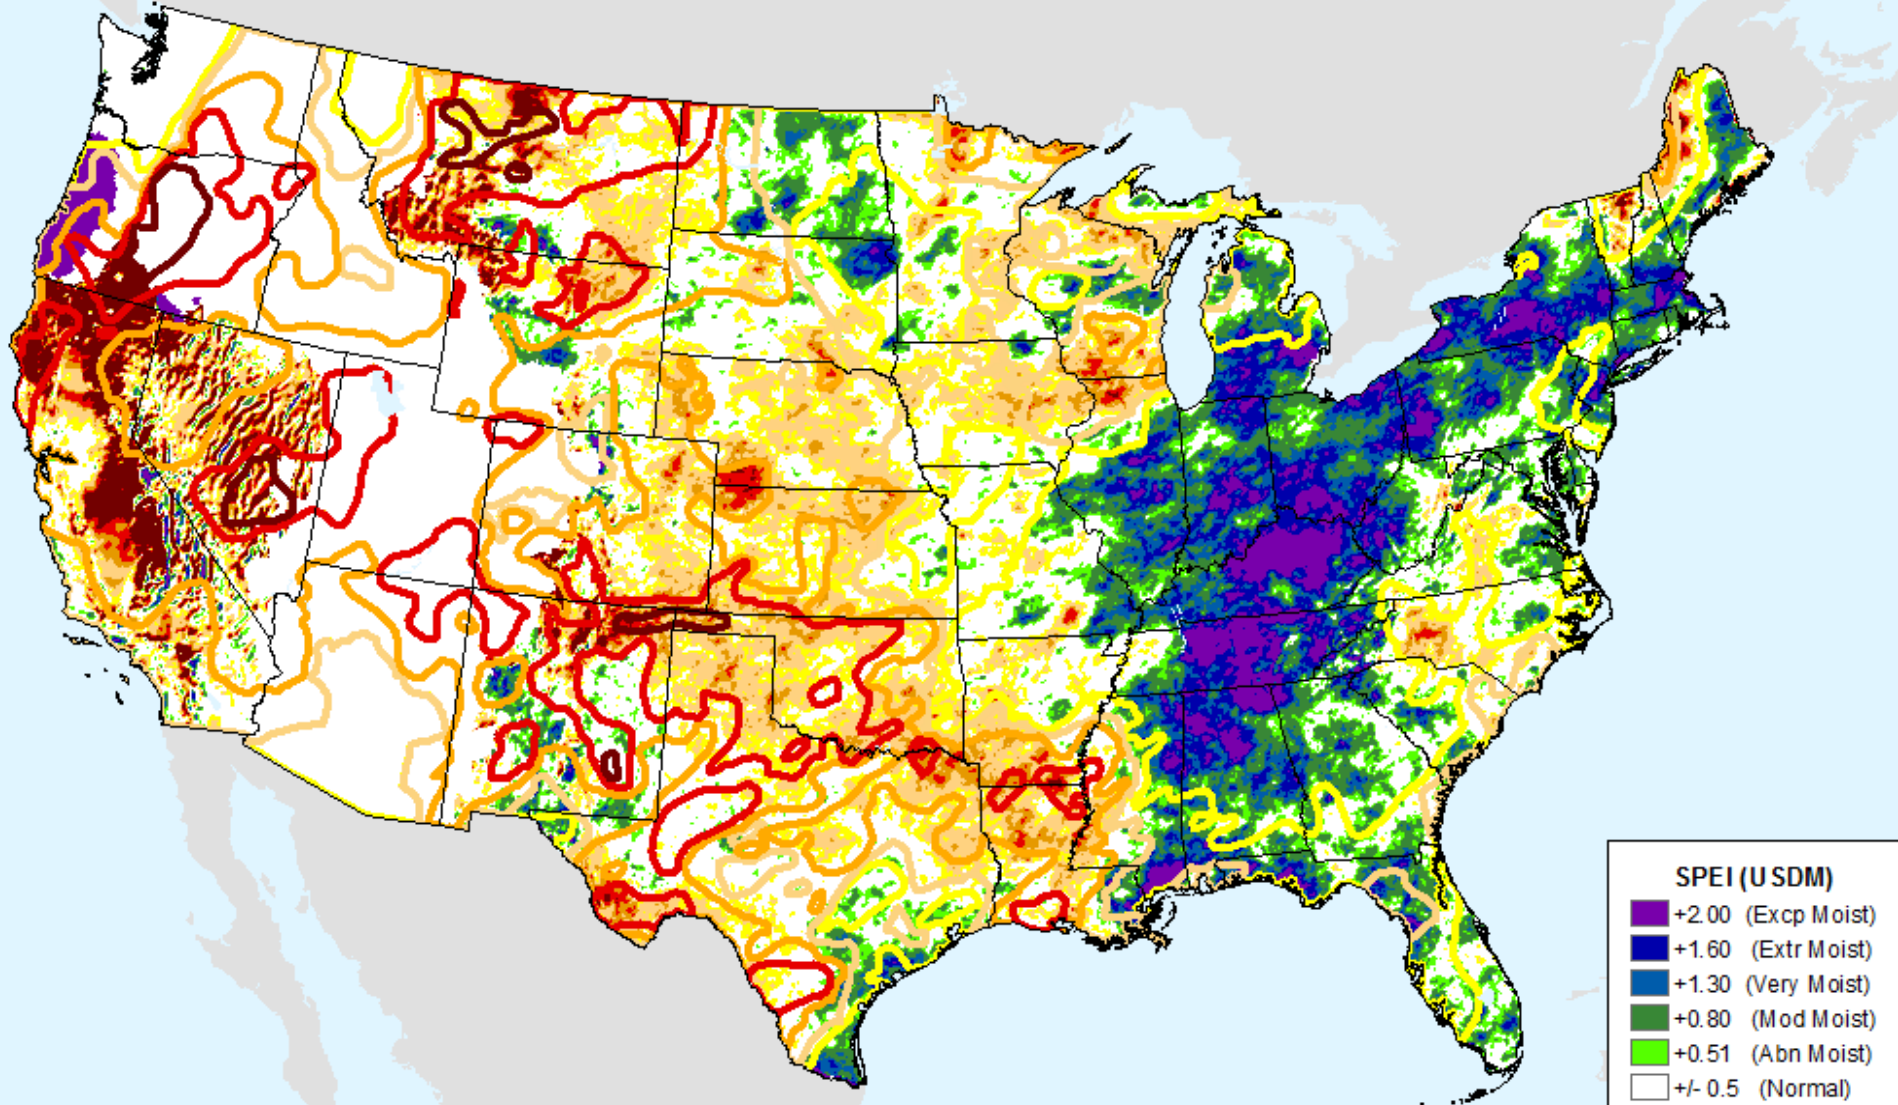 SPEI (USDM)
+2.00 (Excp Moist)
+1.60 (Extr Moist)
+1.30 (Very Moist)
+0.80 (Mod Moist)
+0.51 (Abn Moist)
+/- 0.5 (Normal)